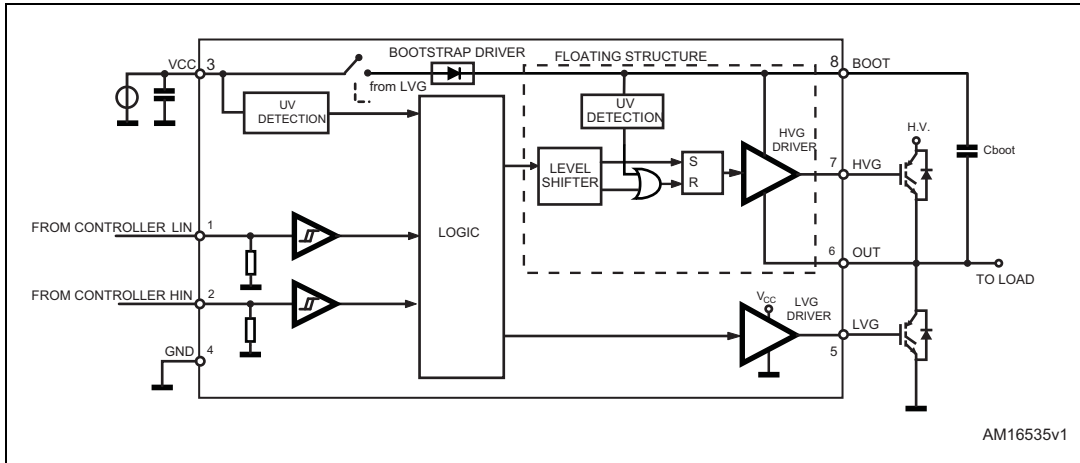 BOOTSTRAP DRIVER
FLOATING STRUCTURE
VCC
3
8
BOOT
from LVG
UV
DETECTION
UV
DETECTION
H.V.
HVG
DRIVER
Cboot
LEVEL
SHIFTER
S
R
7
HVG
FROM CONTROLLER LIN
1
LOGIC
6
OUT
TO LOAD
FROM CONTROLLER HIN
2
VCC
LVG
DRIVER
LVG
GND
4
5
AM16535v1